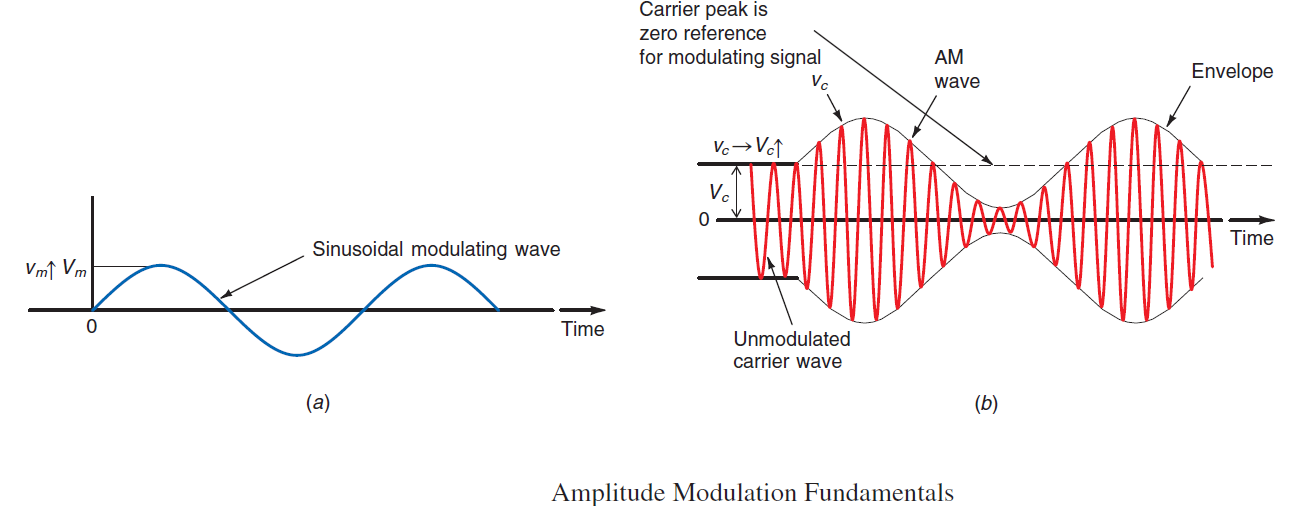 vm↑ Vm
Sinusoidal modulating wave
0
Time
(a)
Carrier peak is
zero reference
for modulating signal
vc
AM
wave
Envelope
vc→Vc↑
Vc
0
Time
Unmodulated
carrier wave
(b)
Amplitude Modulation Fundamentals